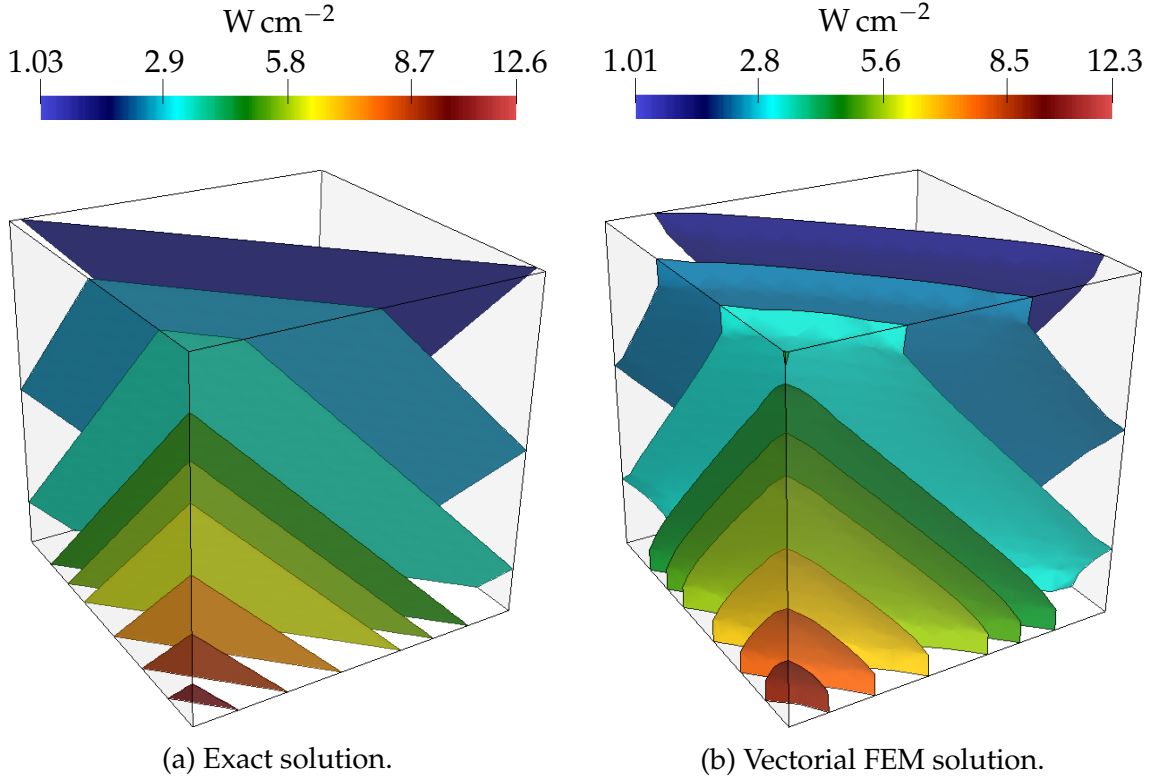 W cm⁻²
1.03 2.9 5.8 8.7 12.6
W cm⁻²
1.01 2.8 5.6 8.5 12.3
(a) Exact solution.
(b) Vectorial FEM solution.